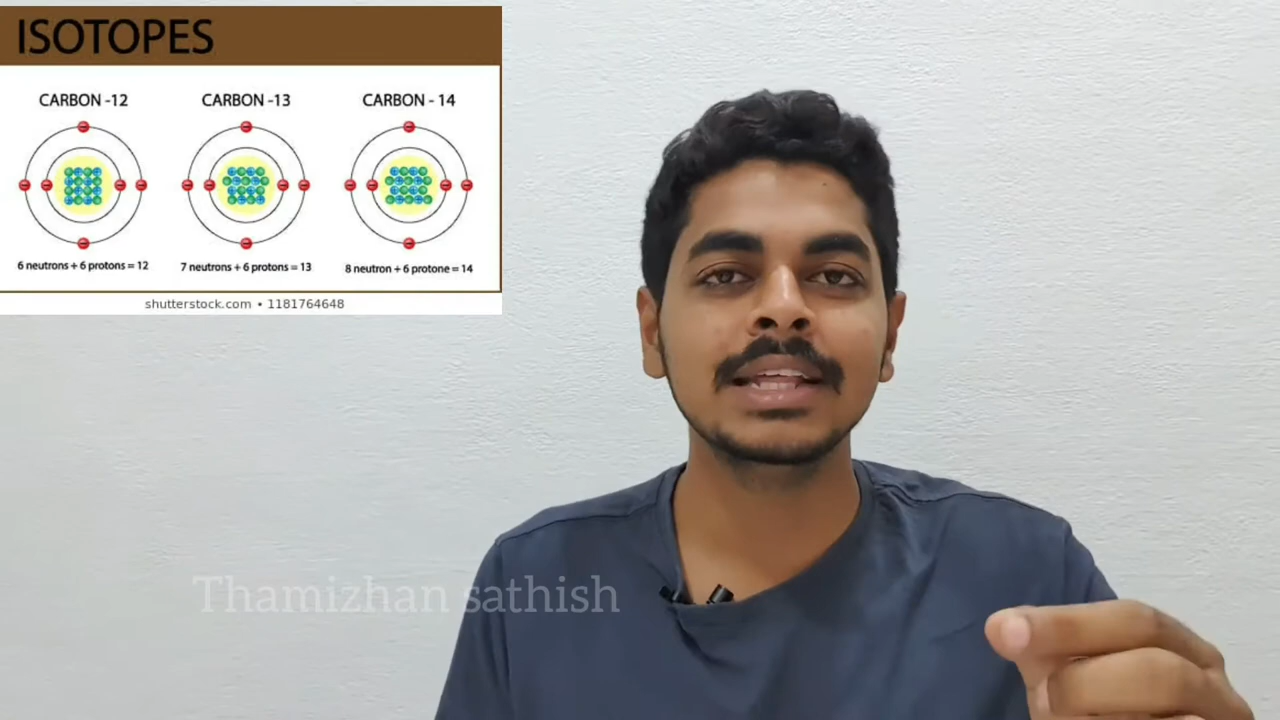 ISOTOPES
CARBON -12
CARBON -13
CARBON - 14
6 neutrons + 6 protons = 12
7 neutrons + 6 protons = 13
8 neutron + 6 protone = 14
shutterstock.com • 1181764648
Thamizhan sathish